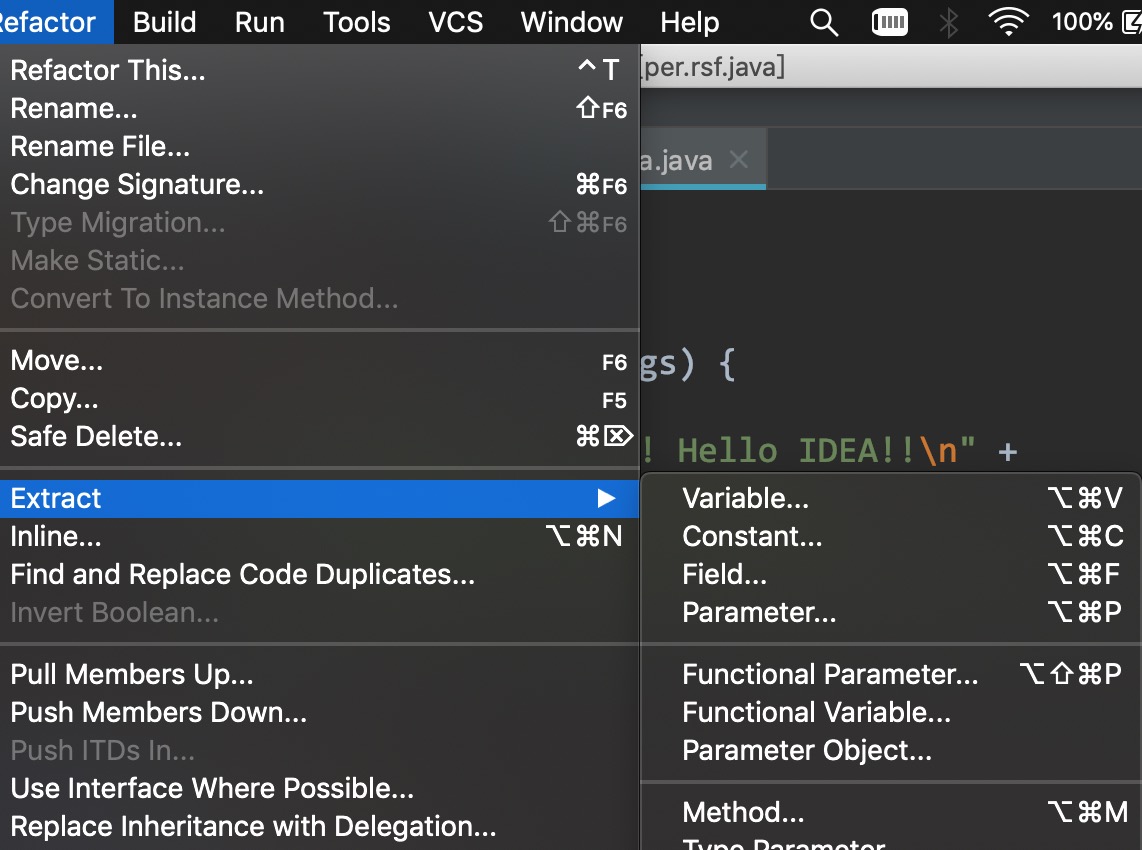 Refactor Build Run Tools VCS Window Help 100%
[per.rsf.java]
a.java
gs) {
! Hello IDEA!!\n" +
Refactor This... ^T
Rename... ⇧F6
Rename File...
Change Signature... ⌘F6
Type Migration... ⇧⌘F6
Make Static...
Convert To Instance Method...
Move... F6
Copy... F5
Safe Delete... ⌘⌦
Extract ▶
Inline... ⌥⌘N
Find and Replace Code Duplicates...
Invert Boolean...
Pull Members Up...
Push Members Down...
Push ITDs In...
Use Interface Where Possible...
Replace Inheritance with Delegation...
Variable... ⌥⌘V
Constant... ⌥⌘C
Field... ⌥⌘F
Parameter... ⌥⌘P
Functional Parameter... ⌥⇧⌘P
Functional Variable...
Parameter Object...
Method... ⌥⌘M
Type Parameter